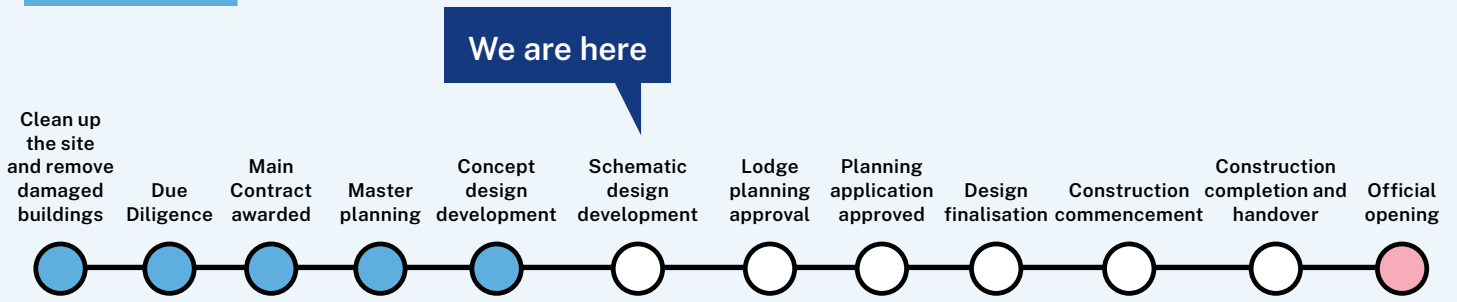 We are here
Clean up
the site
and remove
damaged
buildings
Due
Diligence
Main
Contract
awarded
Master
planning
Concept
design
development
Schematic
design
development
Lodge
planning
approval
Planning
application
approved
Design
finalisation
Construction
commencement
Construction
completion and
handover
Official
opening